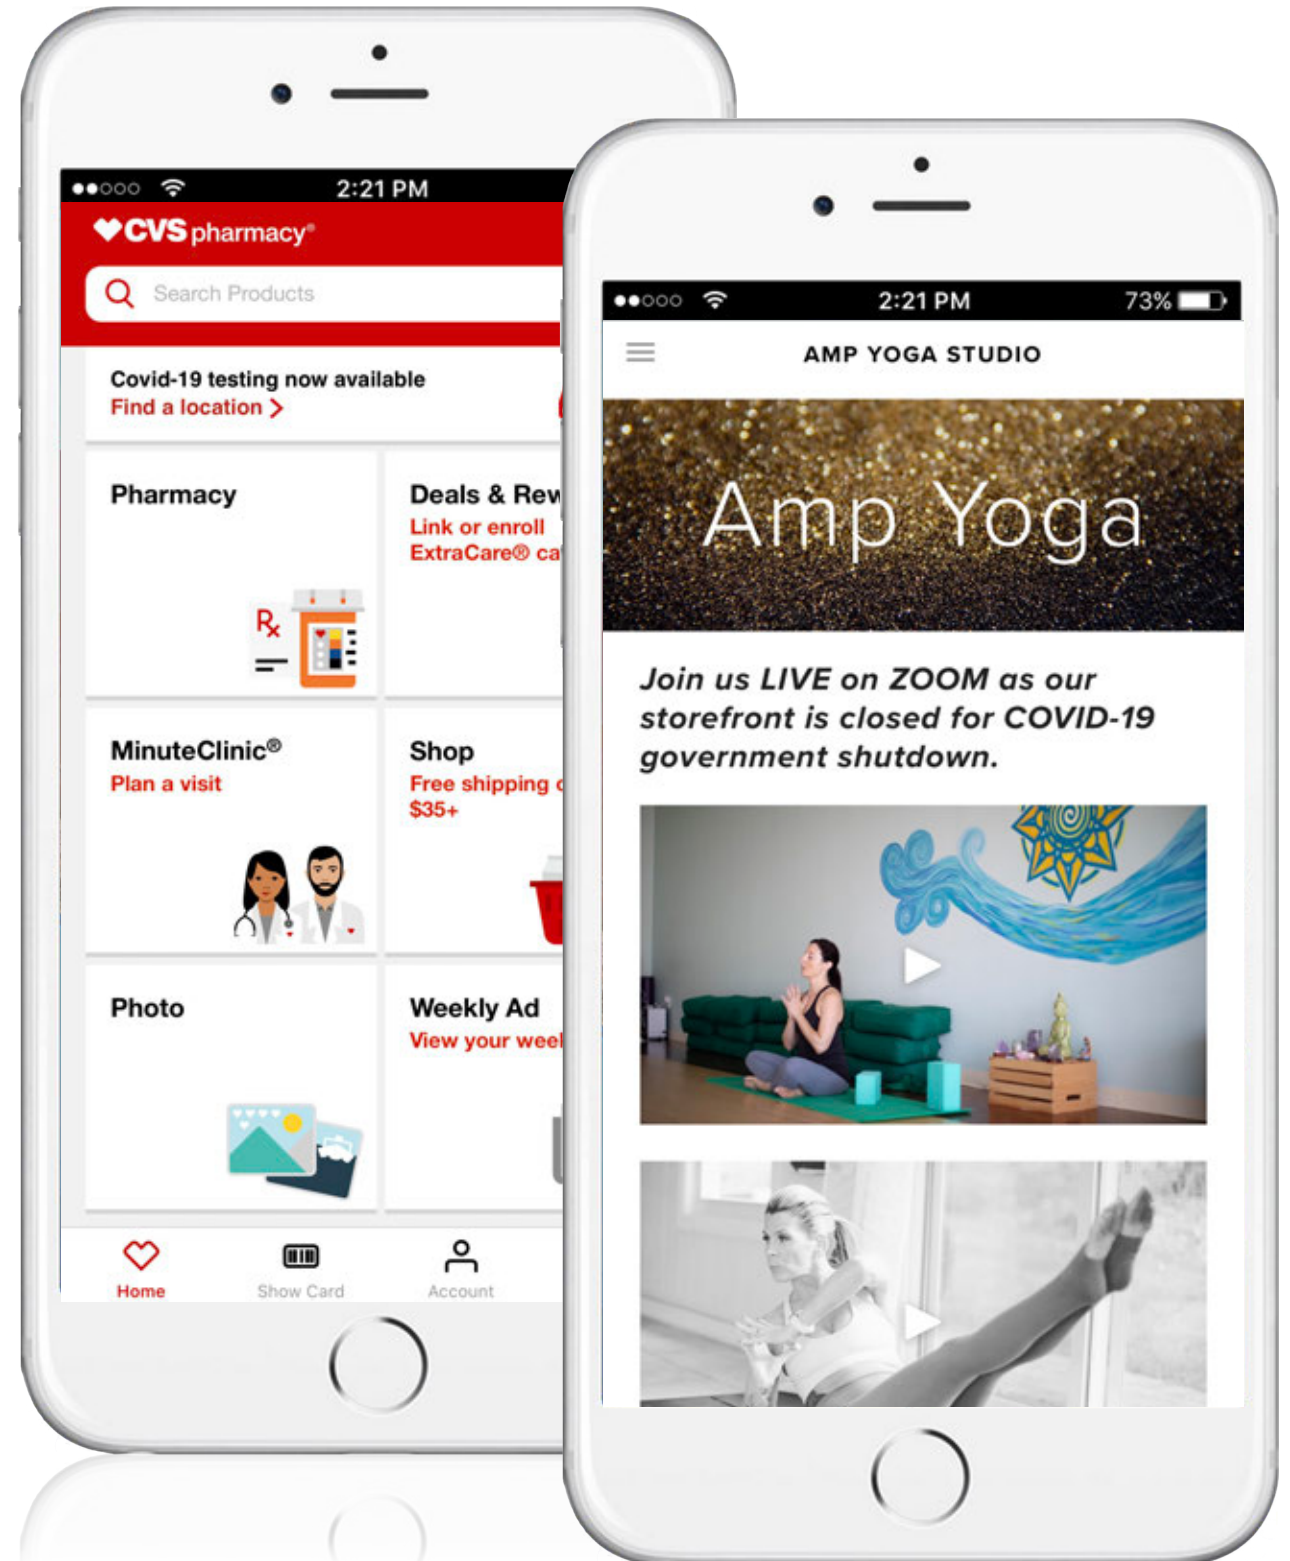 2:21 PM
CVS pharmacy®
Search Products
Covid-19 testing now available
Find a location >
Pharmacy
Rx
Deals & Rew
Link or enroll
ExtraCare® ca
MinuteClinic®
Plan a visit
Shop
Free shipping
$35+
Photo
Weekly Ad
View your wee
Home
Show Card
Account
2:21 PM 73%
AMP YOGA STUDIO
Amp Yoga
Join us LIVE on ZOOM as our
storefront is closed for COVID-19
government shutdown.